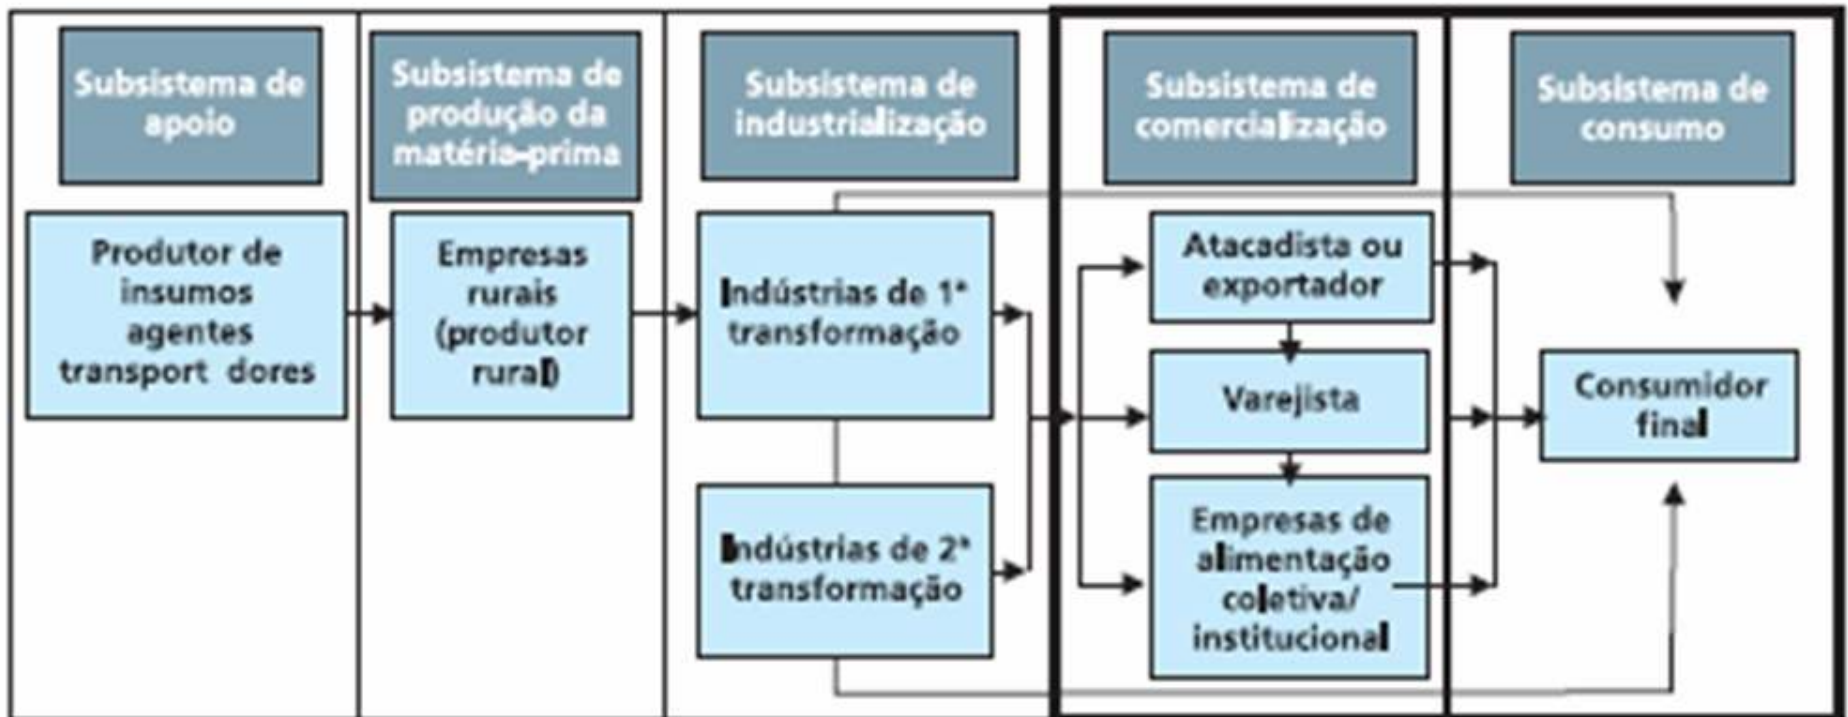 Subsistema de
apoio
Subsistema de
produção da
matéria-prima
Subsistema de
industrialização
Subsistema de
comercialização
Subsistema de
consumo
Produtor de
insumos
agentes
transport dores
Empresas
rurais
(produtor
rural)
Indústrias de 1ª
transformação
Indústrias de 2ª
transformação
Atacadista ou
exportador
Varejista
Empresas de
alimentação
coletiva/
institucional
Consumidor
final